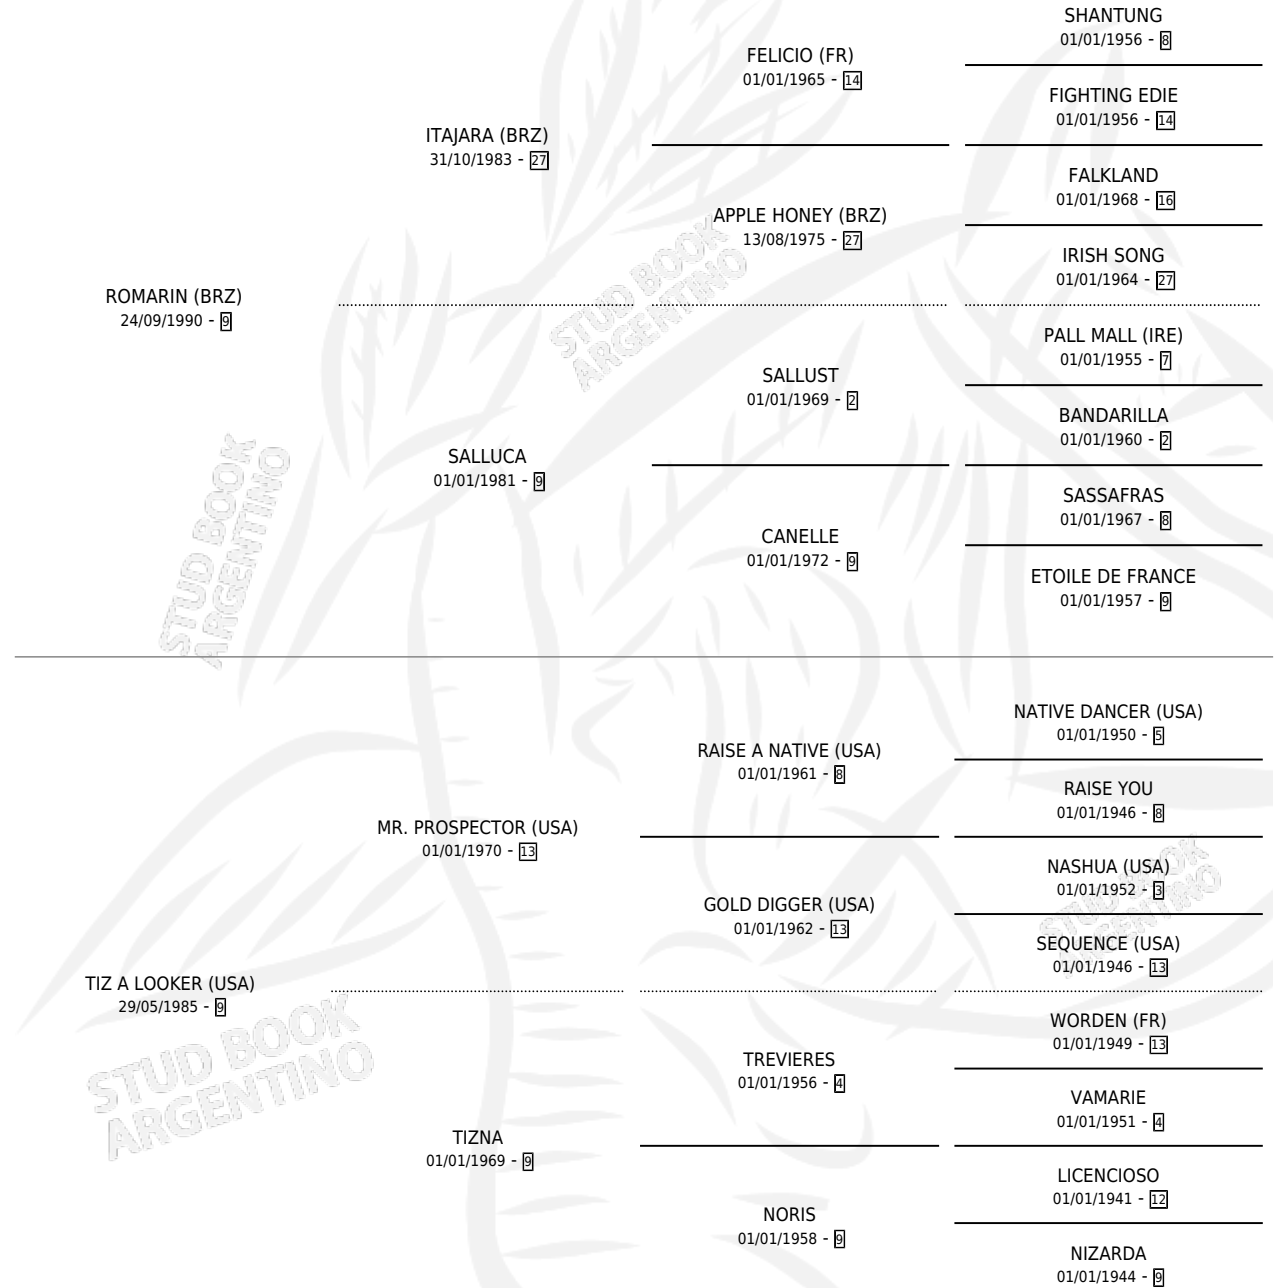 SHANTUNG
01/01/1956 - 8
FELICIO (FR)
01/01/1965 - 14
FIGHTING EDIE
01/01/1956 - 14
ITAJARA (BRZ)
31/10/1983 - 27
FALKLAND
01/01/1968 - 16
APPLE HONEY (BRZ)
13/08/1975 - 27
IRISH SONG
01/01/1964 - 27
ROMARIN (BRZ)
24/09/1990 - 9
PALL MALL (IRE)
01/01/1955 - 7
SALLUST
01/01/1969 - 2
BANDARILLA
01/01/1960 - 2
SALLUCA
01/01/1981 - 9
SASSAFRAS
01/01/1967 - 8
CANELLE
01/01/1972 - 9
ETOILE DE FRANCE
01/01/1957 - 9
NATIVE DANCER (USA)
01/01/1950 - 5
RAISE A NATIVE (USA)
01/01/1961 - 8
RAISE YOU
01/01/1946 - 8
MR. PROSPECTOR (USA)
01/01/1970 - 13
NASHUA (USA)
01/01/1952 - 3
GOLD DIGGER (USA)
01/01/1962 - 13
SEQUENCE (USA)
01/01/1946 - 13
TIZ A LOOKER (USA)
29/05/1985 - 9
WORDEN (FR)
01/01/1949 - 13
TREVIERES
01/01/1956 - 4
VAMARIE
01/01/1951 - 4
TIZNA
01/01/1969 - 9
LICENCIOSO
01/01/1941 - 12
NORIS
01/01/1958 - 9
NIZARDA
01/01/1944 - 9
STUD BOOK
ARGENTINO
STUD BOOK
ARGENTINO
STUD BOOK
ARGENTINO
STUD BOOK
ARGENTINO